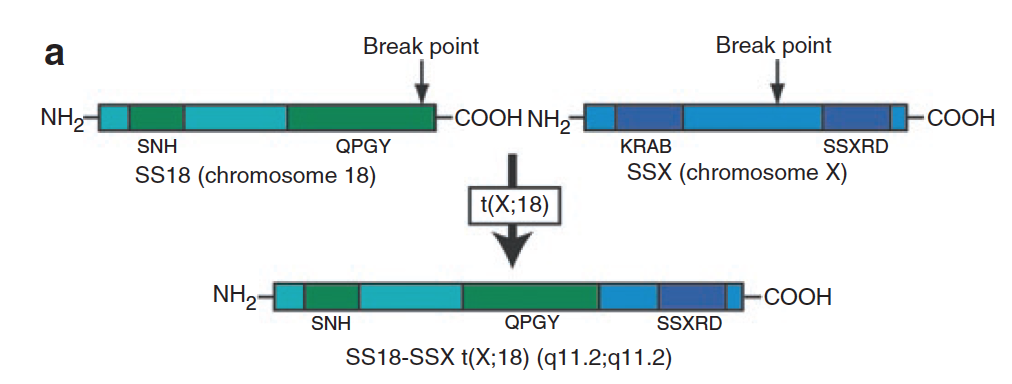 a
Break point
Break point
NH2 COOH NH2 COOH
SNH QPGY KRAB SSXRD
SS18 (chromosome 18) SSX (chromosome X)
t(X;18)
NH2 COOH
SNH QPGY SSXRD
SS18-SSX t(X;18) (q11.2;q11.2)